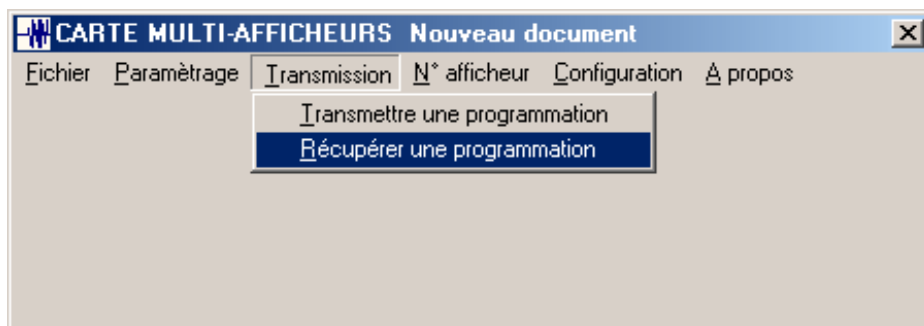 CARTE MULTI-AFFICHEURS Nouveau document
Fichier Paramètrage Transmission N° afficheur Configuration A propos
Transmettre une programmation
Récupérer une programmation